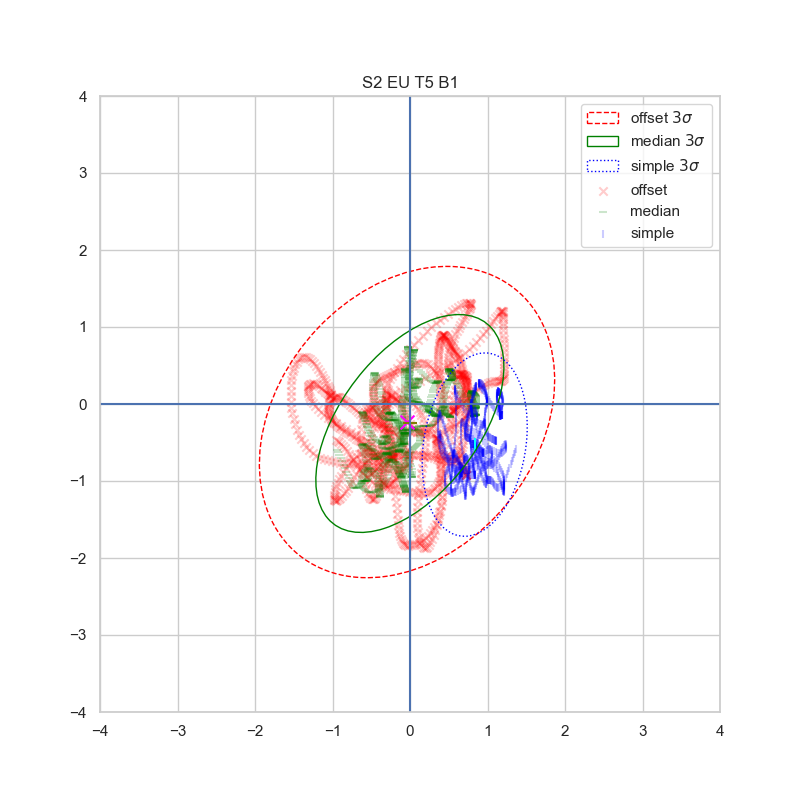 S2 EU T5 B1
4
3
2
1
0
−1
−2
−3
−4
−4
−3
−2
−1
0
1
2
3
4
offset 3σ
median 3σ
simple 3σ
offset
median
simple